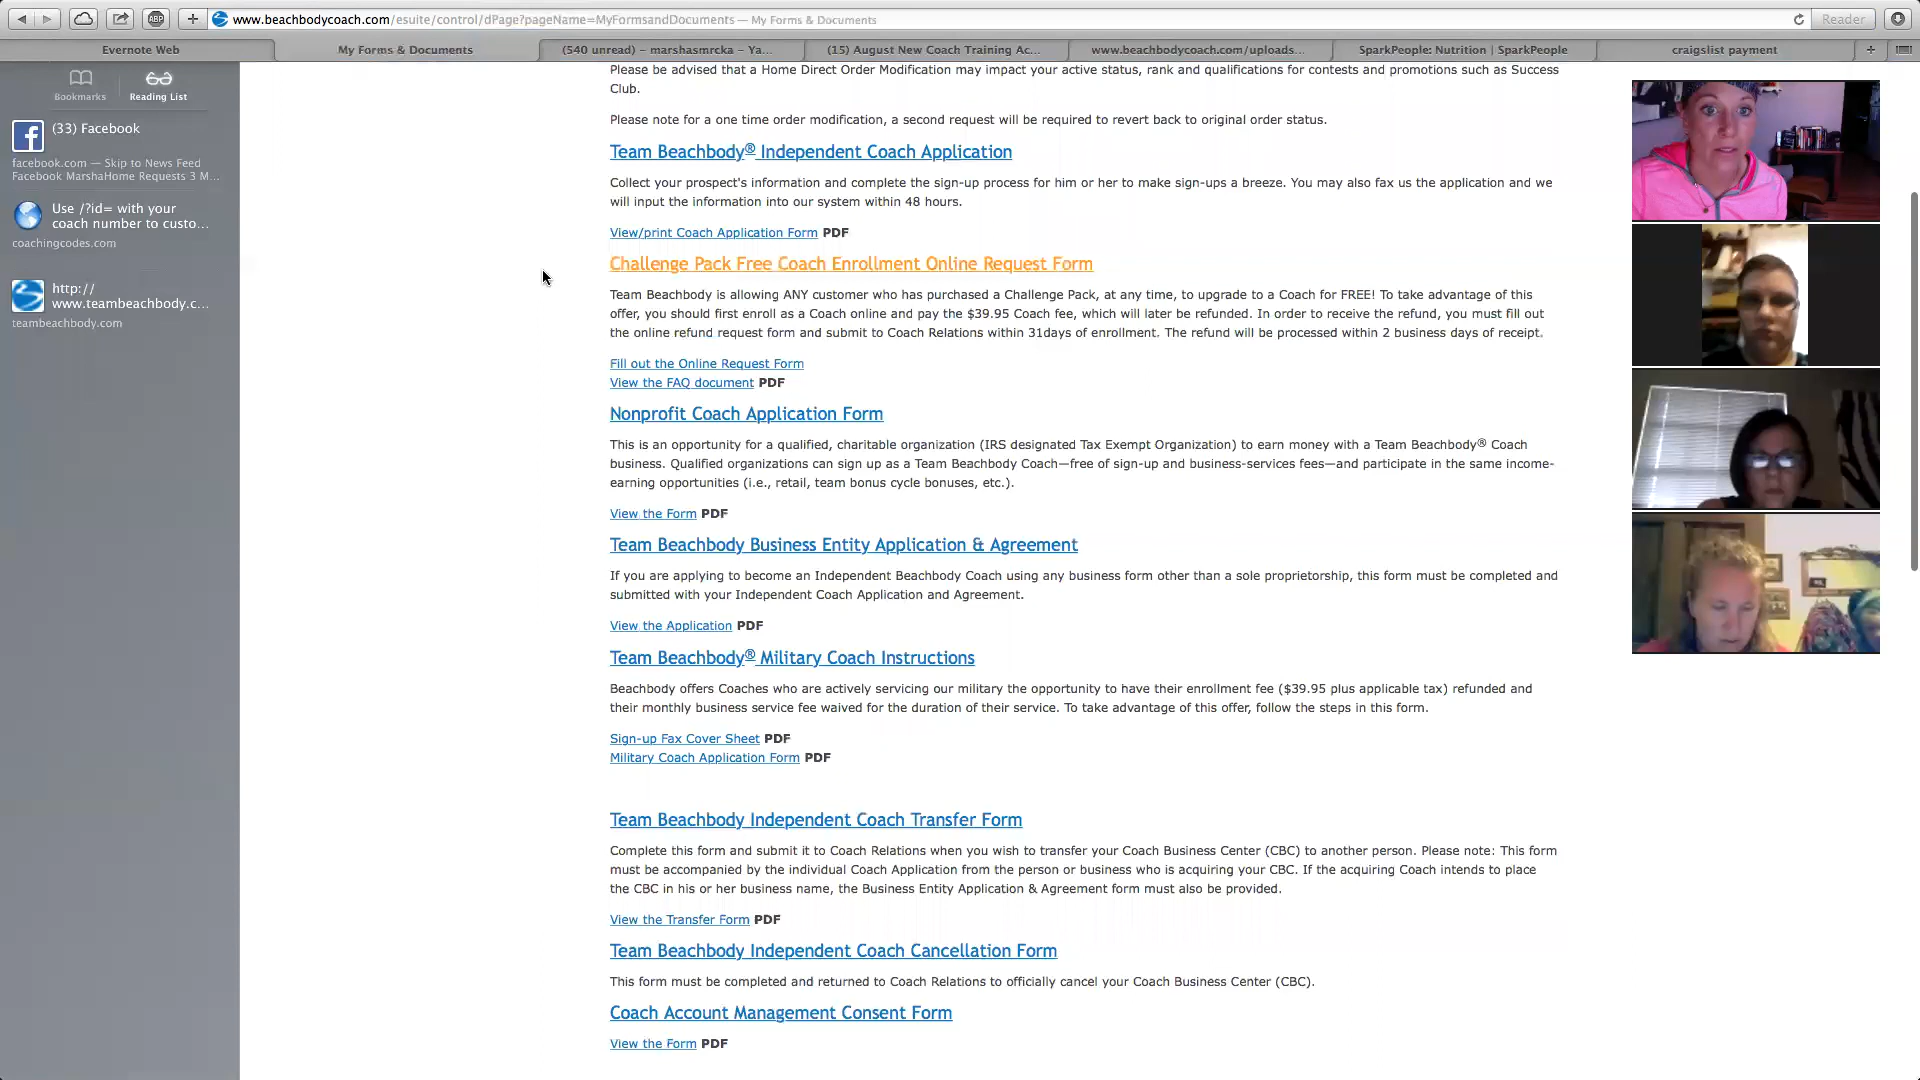 www.beachbodycoach.com/esuite/control/dPage?pageName=MyFormsandDocuments — My Forms & Documents
Reader
ABP
Evernote Web
My Forms & Documents
(540 unread) – marshasmrcka – Ya...
(15) August New Coach Training Ac...
www.beachbodycoach.com/uploads...
SparkPeople: Nutrition | SparkPeople
craigslist payment
Bookmarks
Reading List
(33) Facebook
facebook.com — Skip to News Feed
Facebook MarshaHome Requests 3 M...
Use /?id= with your
coach number to custo...
coachingcodes.com
http://
www.teambeachbody.c...
teambeachbody.com
Please be advised that a Home Direct Order Modification may impact your active status, rank and qualifications for contests and promotions such as Success
Club.
Please note for a one time order modification, a second request will be required to revert back to original order status.
Team Beachbody® Independent Coach Application
Collect your prospect's information and complete the sign-up process for him or her to make sign-ups a breeze. You may also fax us the application and we
will input the information into our system within 48 hours.
View/print Coach Application Form PDF
Challenge Pack Free Coach Enrollment Online Request Form
Team Beachbody is allowing ANY customer who has purchased a Challenge Pack, at any time, to upgrade to a Coach for FREE! To take advantage of this
offer, you should first enroll as a Coach online and pay the $39.95 Coach fee, which will later be refunded. In order to receive the refund, you must fill out
the online refund request form and submit to Coach Relations within 31days of enrollment. The refund will be processed within 2 business days of receipt.
Fill out the Online Request Form
View the FAQ document PDF
Nonprofit Coach Application Form
This is an opportunity for a qualified, charitable organization (IRS designated Tax Exempt Organization) to earn money with a Team Beachbody® Coach
business. Qualified organizations can sign up as a Team Beachbody Coach—free of sign-up and business-services fees—and participate in the same income-
earning opportunities (i.e., retail, team bonus cycle bonuses, etc.).
View the Form PDF
Team Beachbody Business Entity Application & Agreement
If you are applying to become an Independent Beachbody Coach using any business form other than a sole proprietorship, this form must be completed and
submitted with your Independent Coach Application and Agreement.
View the Application PDF
Team Beachbody® Military Coach Instructions
Beachbody offers Coaches who are actively servicing our military the opportunity to have their enrollment fee ($39.95 plus applicable tax) refunded and
their monthly business service fee waived for the duration of their service. To take advantage of this offer, follow the steps in this form.
Sign-up Fax Cover Sheet PDF
Military Coach Application Form PDF
Team Beachbody Independent Coach Transfer Form
Complete this form and submit it to Coach Relations when you wish to transfer your Coach Business Center (CBC) to another person. Please note: This form
must be accompanied by the individual Coach Application from the person or business who is acquiring your CBC. If the acquiring Coach intends to place
the CBC in his or her business name, the Business Entity Application & Agreement form must also be provided.
View the Transfer Form PDF
Team Beachbody Independent Coach Cancellation Form
This form must be completed and returned to Coach Relations to officially cancel your Coach Business Center (CBC).
Coach Account Management Consent Form
View the Form PDF